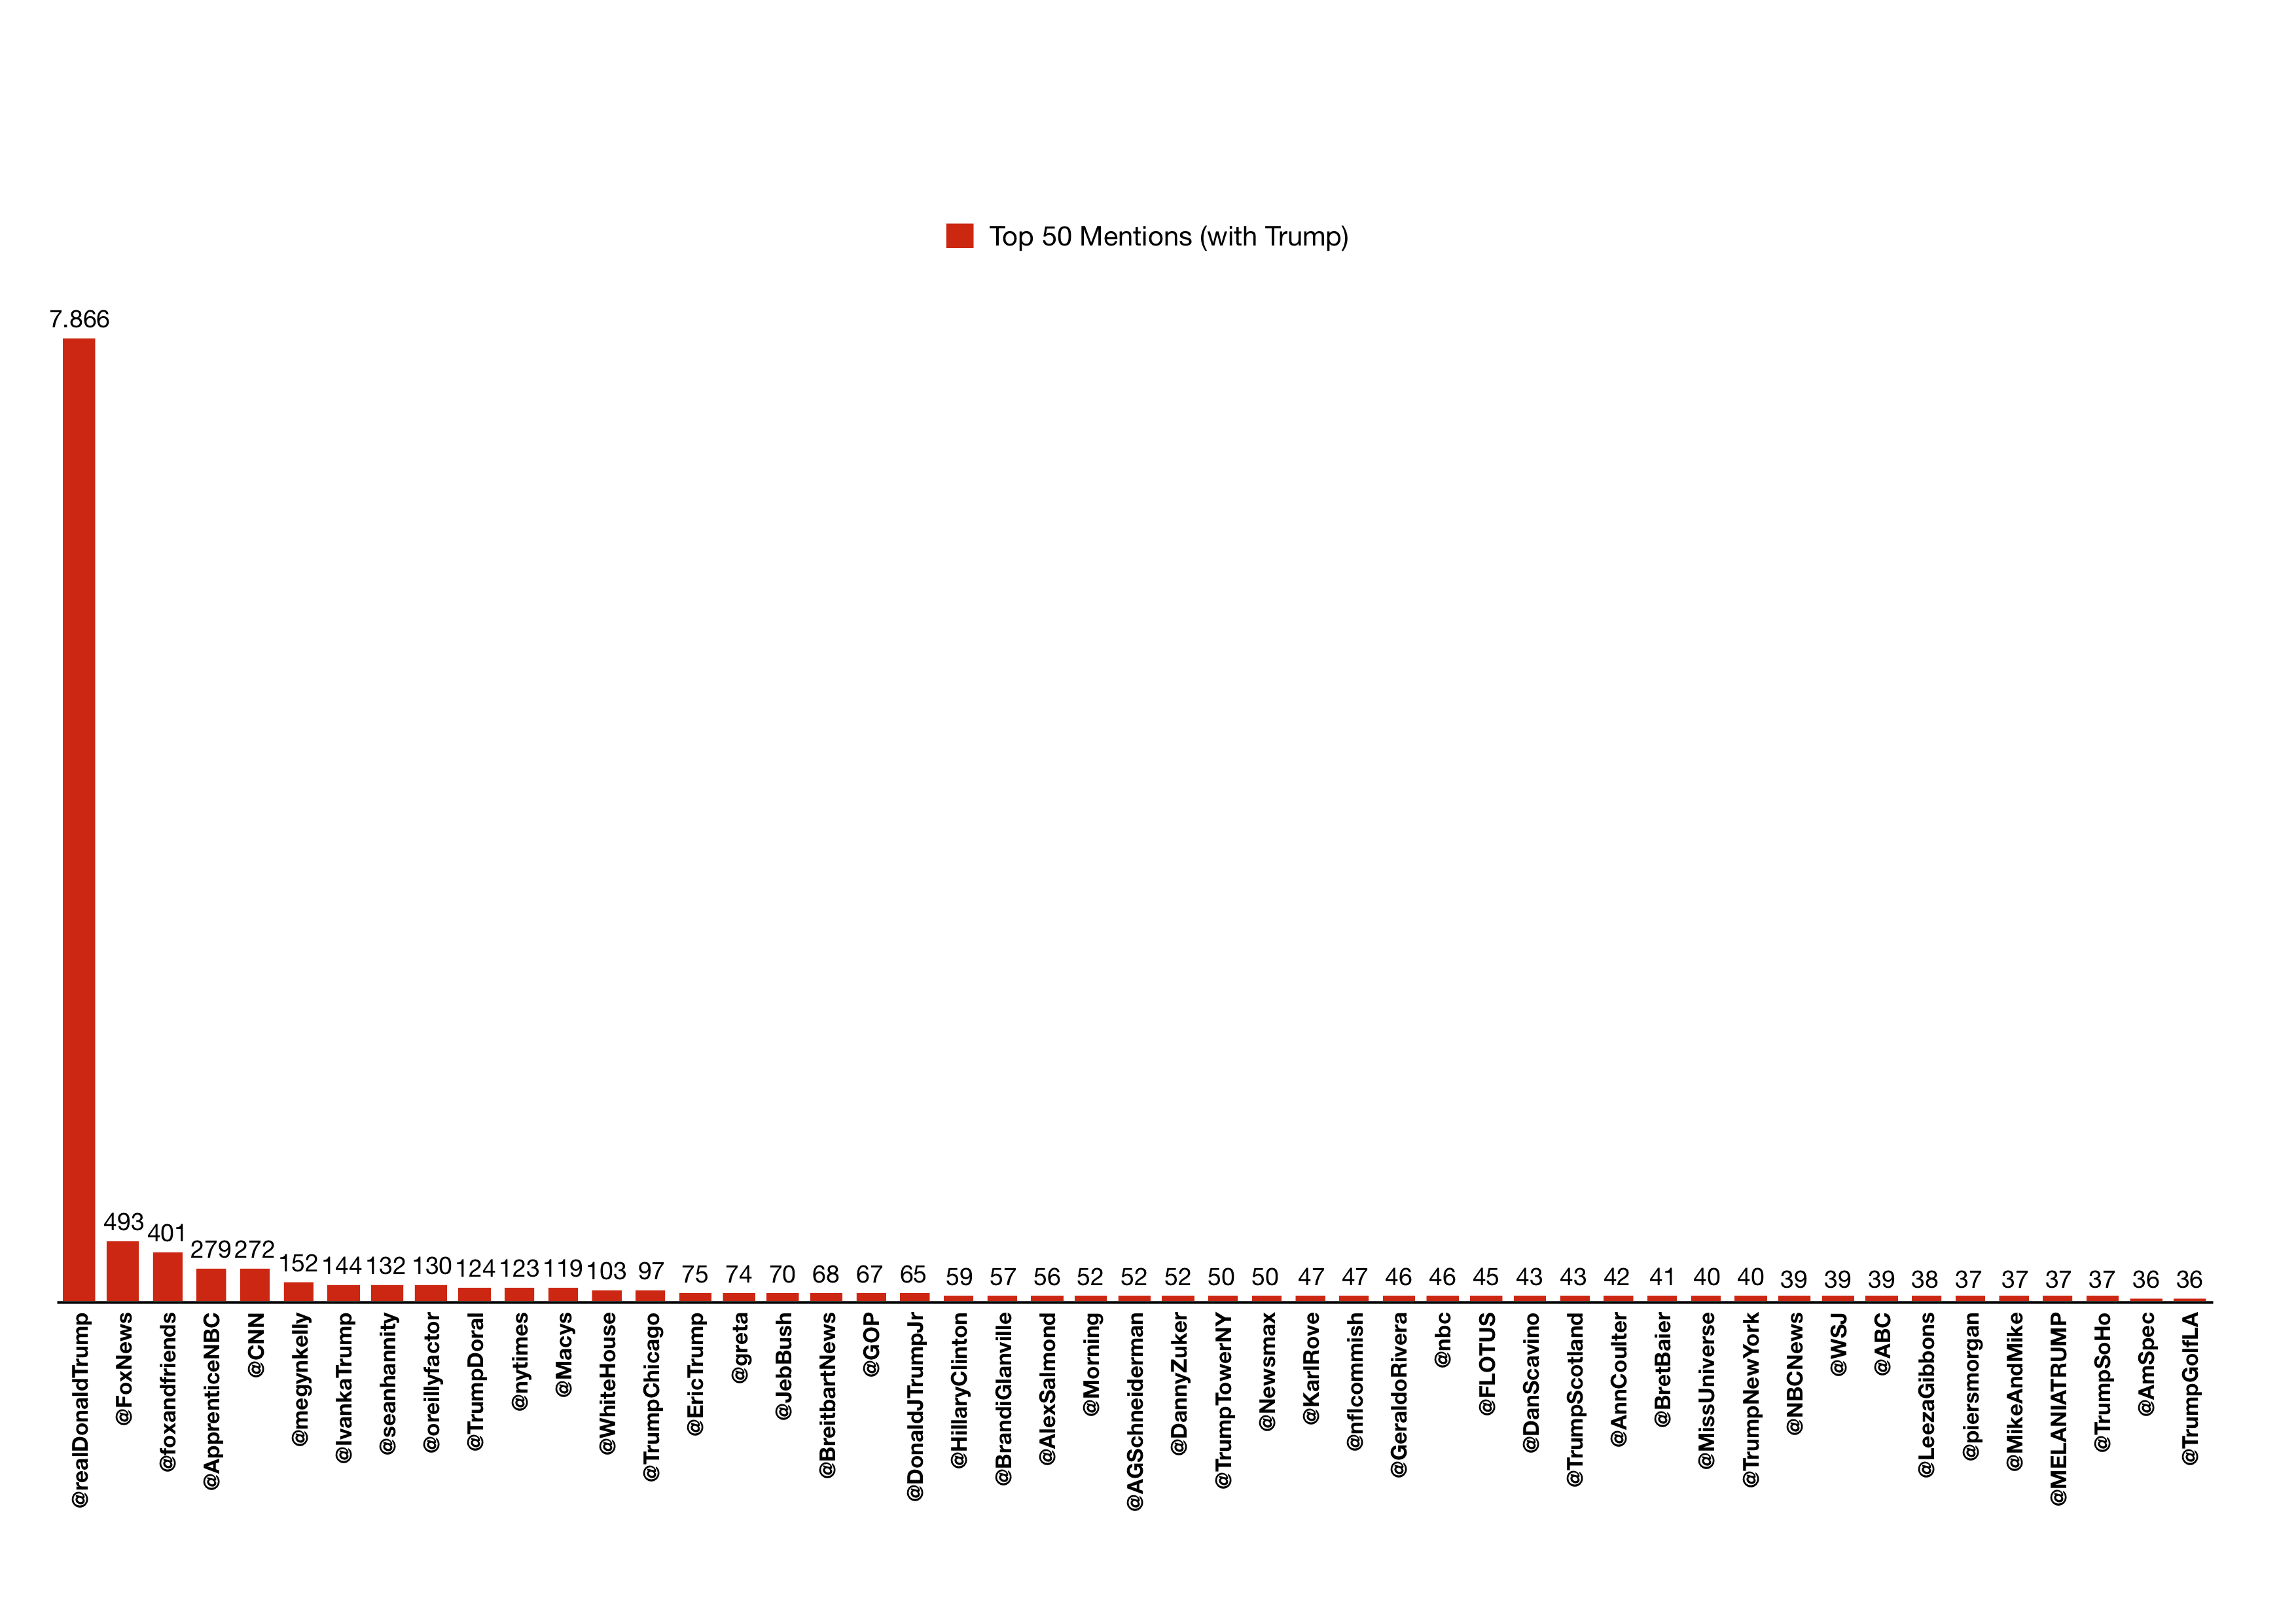 Top 50 Mentions (with Trump)
7.866
493
401
279
272
152
144
132
130
124
123
119
103
97
75
74
70
68
67
65
59
57
56
52
52
52
50
50
47
47
46
46
45
43
43
42
41
40
40
39
39
39
38
37
37
37
37
36
36
@realDonaldTrump
@FoxNews
@foxandfriends
@ApprenticeNBC
@CNN
@megynkelly
@IvankaTrump
@seanhannity
@oreillyfactor
@TrumpDoral
@nytimes
@Macys
@WhiteHouse
@TrumpChicago
@EricTrump
@greta
@JebBush
@BreitbartNews
@GOP
@DonaldJTrumpJr
@HillaryClinton
@BrandiGlanville
@AlexSalmond
@Morning
@AGSchneiderman
@DannyZuker
@TrumpTowerNY
@Newsmax
@KarlRove
@nflcommish
@GeraldoRivera
@nbc
@FLOTUS
@DanScavino
@TrumpScotland
@AnnCoulter
@BretBaier
@MissUniverse
@TrumpNewYork
@NBCNews
@WSJ
@ABC
@LeezaGibbons
@piersmorgan
@MikeAndMike
@MELANIATRUMP
@TrumpSoHo
@AmSpec
@TrumpGolfLA